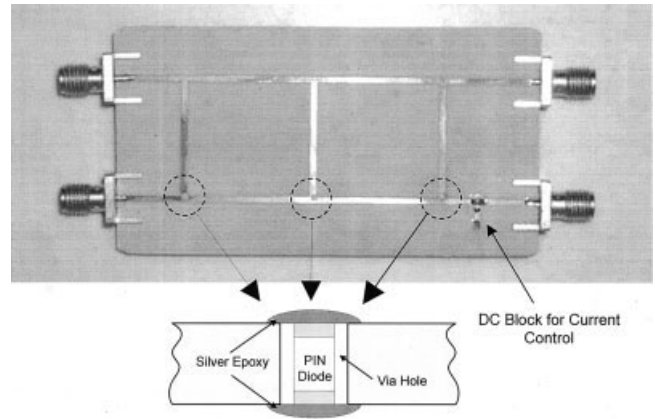 DC Block for Current
Control
Silver Epoxy
PIN
Diode
Via Hole